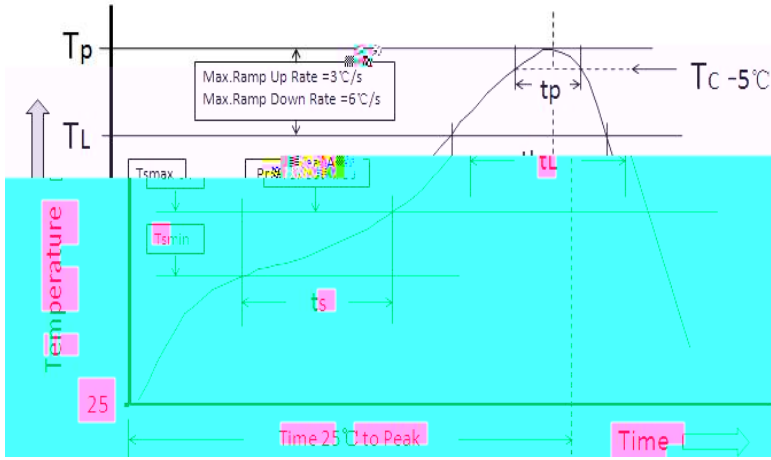 Tp
Max.Ramp Up Rate =3℃/s
Max.Ramp Down Rate =6℃/s
tp
TC -5℃
TL
Tsmax
tL
Tsmin
ts
Temperature
25
Time 25℃ to Peak
Time